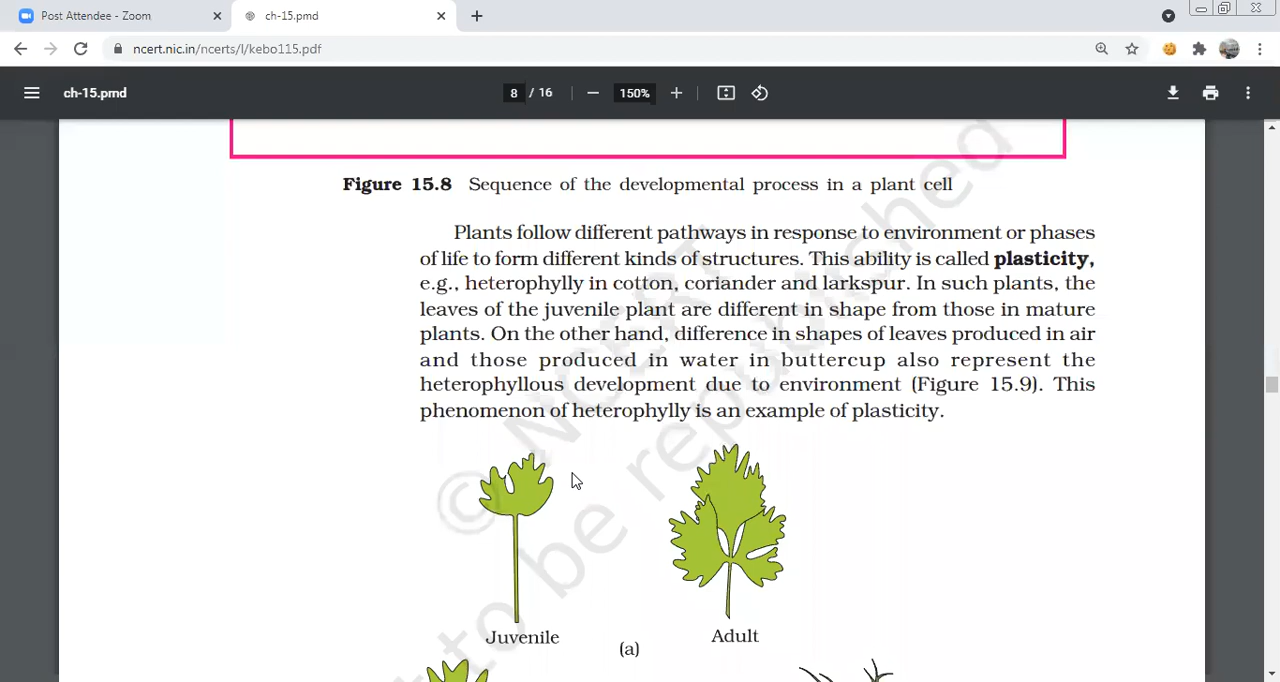 Post Attendee - Zoom
ch-15.pmd
ncert.nic.in/ncerts/l/kebo115.pdf
ch-15.pmd
8 / 16
150%
Figure 15.8 Sequence of the developmental process in a plant cell
Plants follow different pathways in response to environment or phases
of life to form different kinds of structures. This ability is called plasticity,
e.g., heterophylly in cotton, coriander and larkspur. In such plants, the
leaves of the juvenile plant are different in shape from those in mature
plants. On the other hand, difference in shapes of leaves produced in air
and those produced in water in buttercup also represent the
heterophyllous development due to environment (Figure 15.9). This
phenomenon of heterophylly is an example of plasticity.
© NCERT
to be republished
Juvenile
Adult
(a)